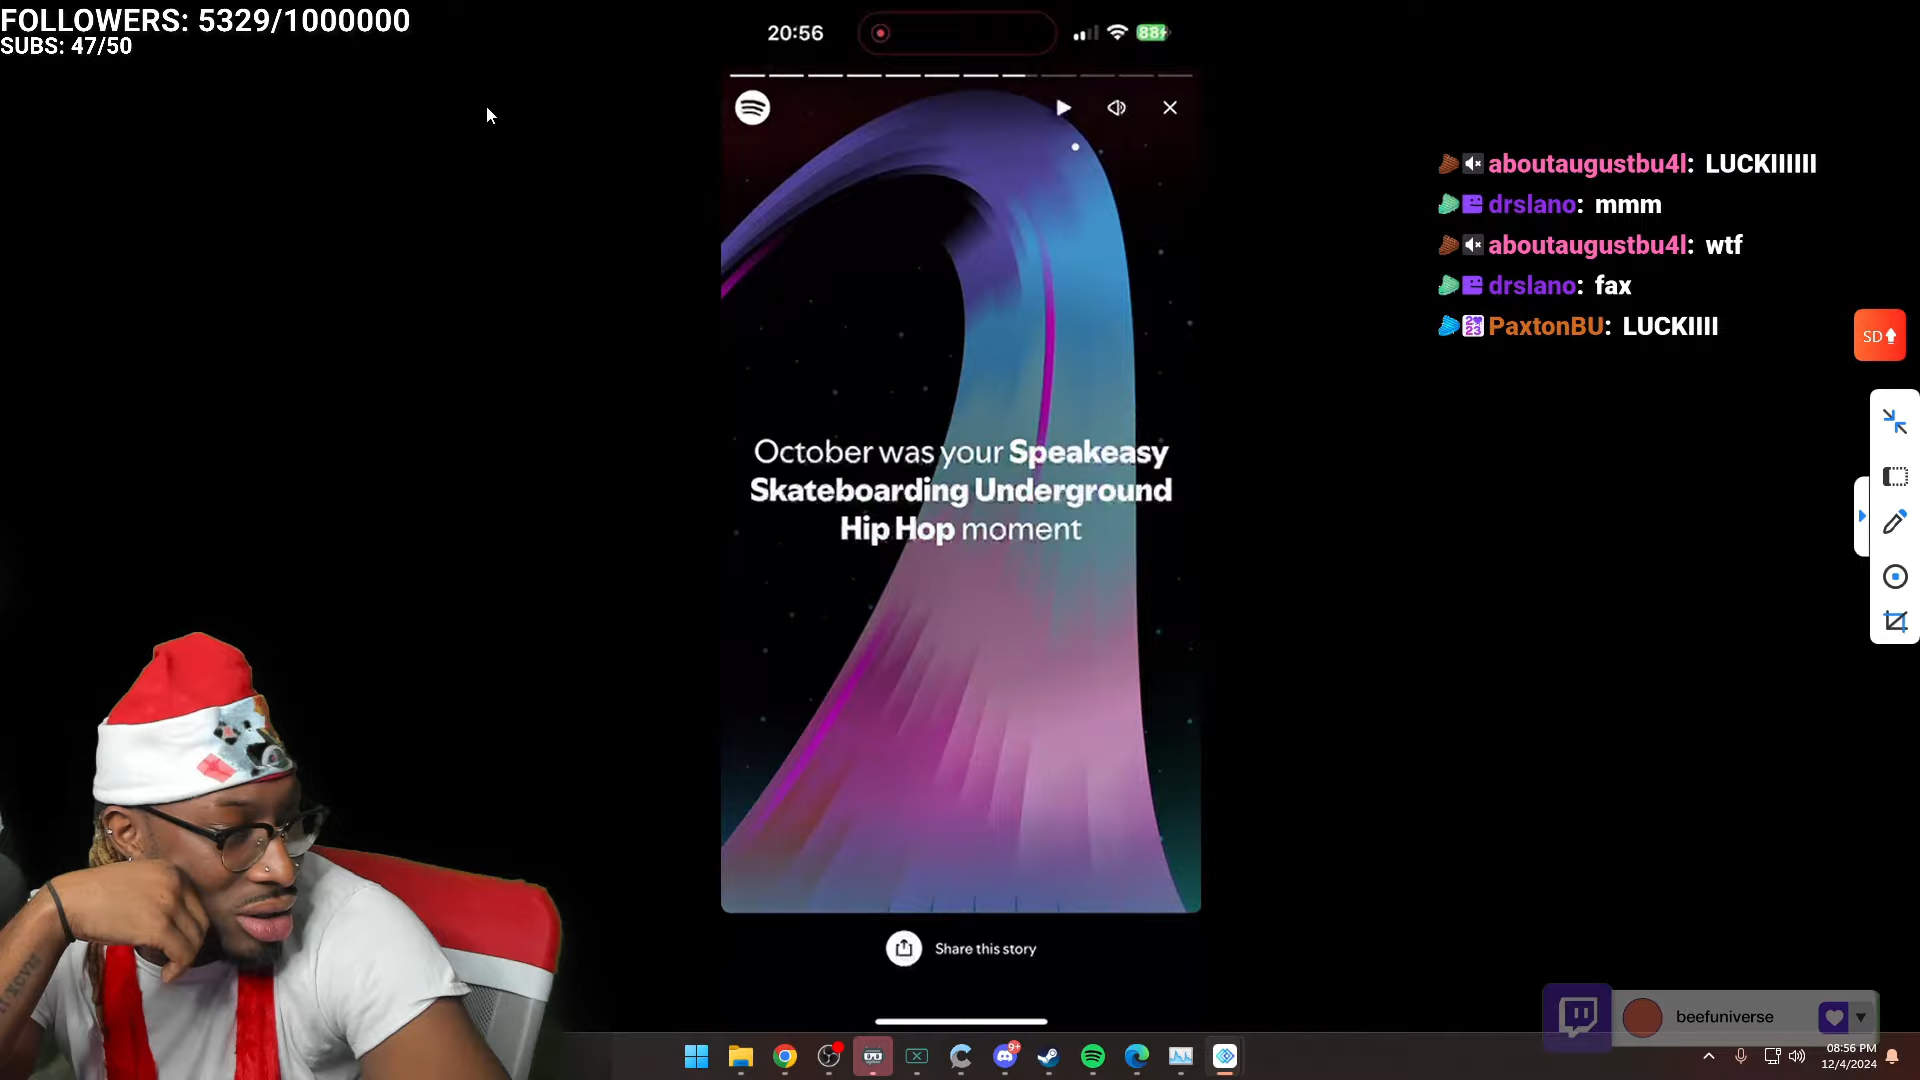 FOLLOWERS: 5329/1000000
SUBS: 47/50
20:56
88
aboutaugustbu4l: LUCKIIIIII
drslano: mmm
aboutaugustbu4l: wtf
drslano: fax
PaxtonBU: LUCKIIII
SD
October was your Speakeasy
Skateboarding Underground
Hip Hop moment
Share this story
beefuniverse
9+
08:56 PM
12/4/2024